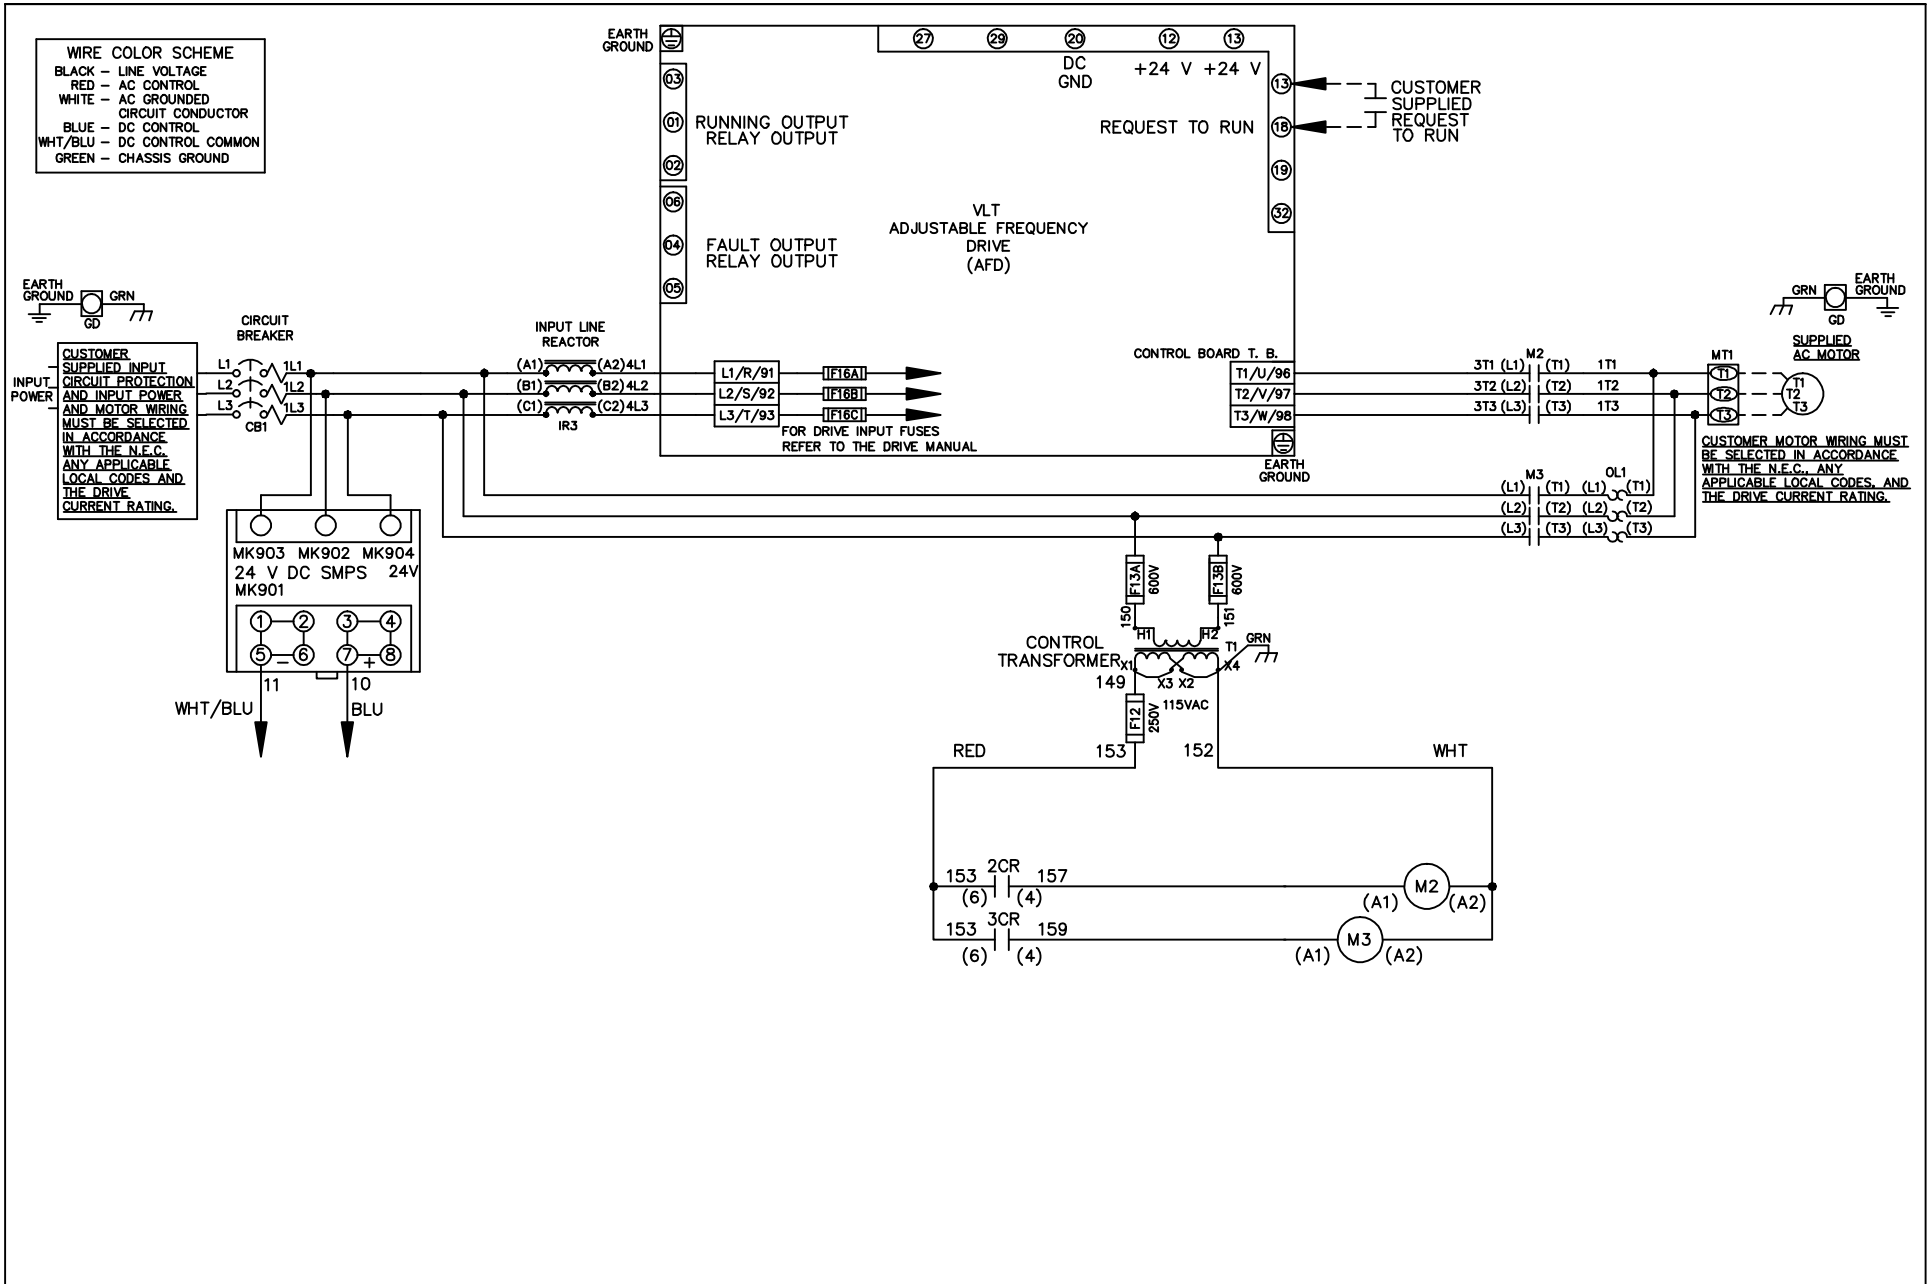 WIRE COLOR SCHEME
BLACK – LINE VOLTAGE
RED – AC CONTROL
WHITE – AC GROUNDED
CIRCUIT CONDUCTOR
BLUE – DC CONTROL
WHT/BLU – DC CONTROL COMMON
GREEN – CHASSIS GROUND
EARTH
GROUND
27
29
20
12
13
DC
GND
+24 V
+24 V
03
01
02
RUNNING OUTPUT
RELAY OUTPUT
06
04
05
FAULT OUTPUT
RELAY OUTPUT
VLT
ADJUSTABLE FREQUENCY
DRIVE
(AFD)
REQUEST TO RUN
13
18
19
32
CUSTOMER
SUPPLIED
REQUEST
TO RUN
EARTH
GROUND
GRN
GD
INPUT
POWER
CUSTOMER
SUPPLIED INPUT
CIRCUIT PROTECTION
AND INPUT POWER
AND MOTOR WIRING
MUST BE SELECTED
IN ACCORDANCE
WITH THE N.E.C.
ANY APPLICABLE
LOCAL CODES AND
THE DRIVE
CURRENT RATING.
CIRCUIT
BREAKER
L1
1L1
L2
1L2
L3
1L3
CB1
INPUT LINE
REACTOR
(A1)
(A2)
4L1
(B1)
(B2)
4L2
(C1)
(C2)
4L3
IR3
L1/R/91
L2/S/92
L3/T/93
F16A
F16B
F16C
FOR DRIVE INPUT FUSES
REFER TO THE DRIVE MANUAL
CONTROL BOARD T. B.
T1/U/96
T2/V/97
T3/W/98
EARTH
GROUND
M2
3T1 (L1) (T1) 1T1
3T2 (L2) (T2) 1T2
3T3 (L3) (T3) 1T3
MT1
T1
T2
T3
GRN
GD
EARTH
GROUND
SUPPLIED
AC MOTOR
T1
T2
T3
CUSTOMER MOTOR WIRING MUST
BE SELECTED IN ACCORDANCE
WITH THE N.E.C., ANY
APPLICABLE LOCAL CODES, AND
THE DRIVE CURRENT RATING.
M3
OL1
(L1) (T1) (L1) (T1)
(L2) (T2) (L2) (T2)
(L3) (T3) (L3) (T3)
MK903 MK902 MK904
24 V DC SMPS 24V
MK901
1
2
3
4
5
–
6
7
+
8
11
10
WHT/BLU
BLU
F13A
600V
F13B
600V
150
151
H1
H2
CONTROL
TRANSFORMER
T1
GRN
X1
X4
X3 X2
149
115VAC
F12
250V
RED
153
152
WHT
2CR
153
157
(6)
(4)
M2
(A1)
(A2)
3CR
153
159
(6)
(4)
M3
(A1)
(A2)